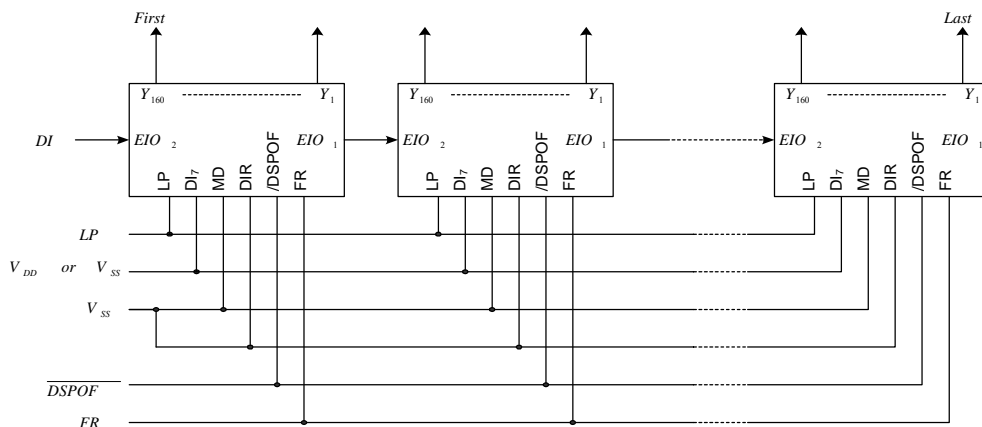 First Last
Y160 Y1 Y160 Y1 Y160 Y1
DI EIO2 EIO1 EIO2 EIO1 EIO2 EIO1
LP DI7 MD DIR /DSPOF FR LP DI7 MD DIR /DSPOF FR LP DI7 MD DIR /DSPOF FR
LP
VDD or VSS
VSS
DSPOF
FR